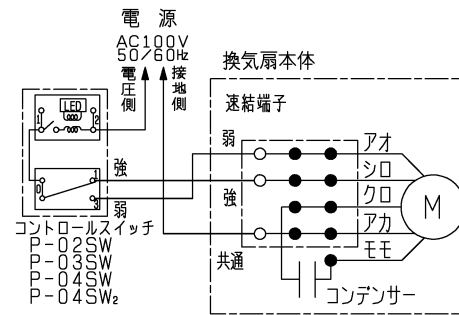 電 源
AC100V
50/60Hz
電圧側
接地側
換気扇本体
速結端子
LED
1
2
0
1
3
強
弱
弱
強
共通
アオ
シロ
クロ
アカ
モモ
M
コンデンサー
コントロールスイッチ
P-02SW
P-03SW
P-04SW
P-04SW₂